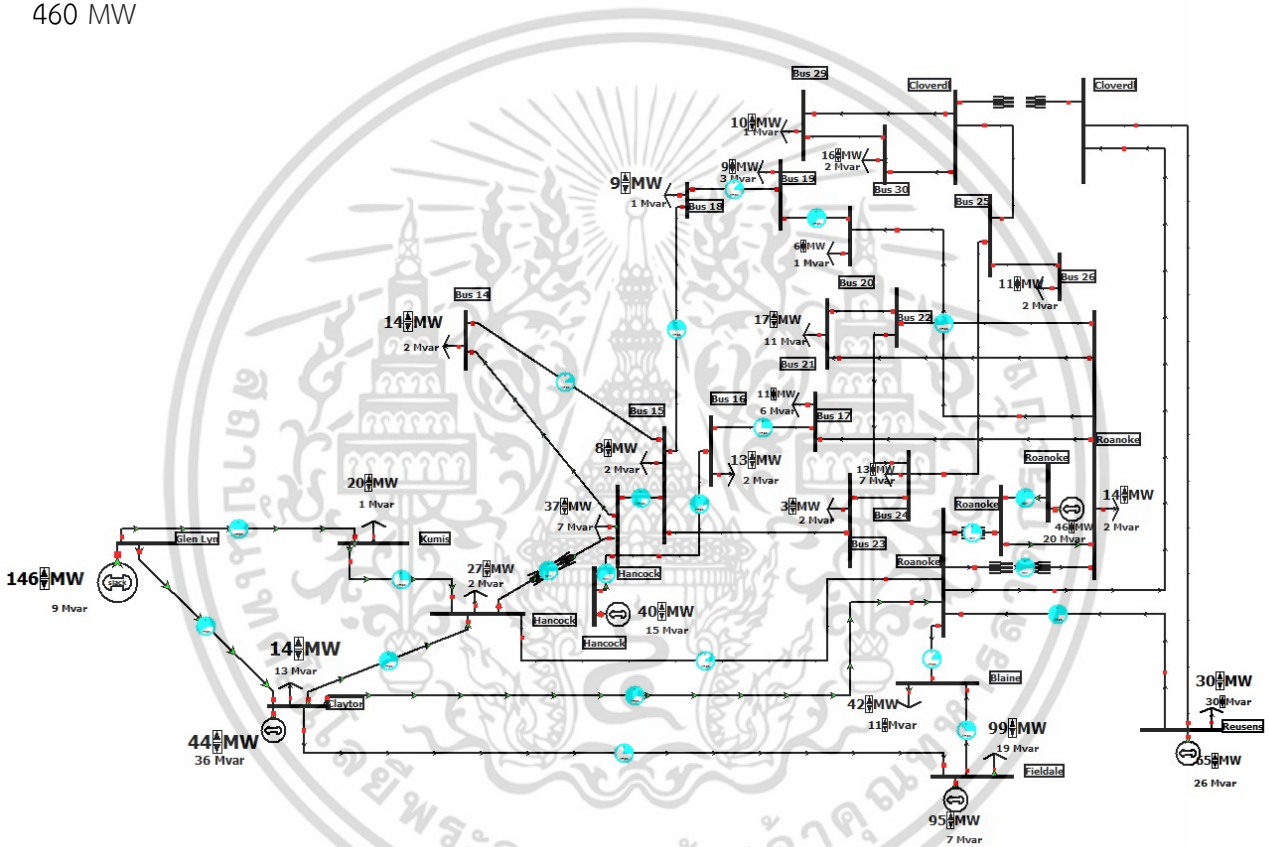 460 MW
Bus 29
Cloverdl
Cloverdl
10 MW
1 Mvar
16 MW
2 Mvar
Bus 30
9 MW
3 Mvar
Bus 19
9 MW
1 Mvar
Bus 18
Bus 25
6 MW
1 Mvar
Bus 20
11 MW
2 Mvar
Bus 26
Bus 14
14 MW
2 Mvar
17 MW
11 Mvar
Bus 22
Bus 21
11 MW
6 Mvar
Bus 17
Bus 16
Bus 15
8 MW
2 Mvar
13 MW
2 Mvar
Roanoke
Roanoke
13 MW
7 Mvar
Bus 24
3 MW
2 Mvar
Bus 23
Roanoke
46 MW
20 Mvar
14 MW
2 Mvar
Roanoke
20 MW
1 Mvar
Kumis
37 MW
7 Mvar
Glen Lyn
slack
146 MW
9 Mvar
27 MW
2 Mvar
Hancock
Hancock
40 MW
15 Mvar
Hancock
14 MW
13 Mvar
Claytor
44 MW
36 Mvar
Blaine
42 MW
11 Mvar
99 MW
19 Mvar
Fieldale
95 MW
7 Mvar
30 MW
30 Mvar
Reusens
65 MW
26 Mvar